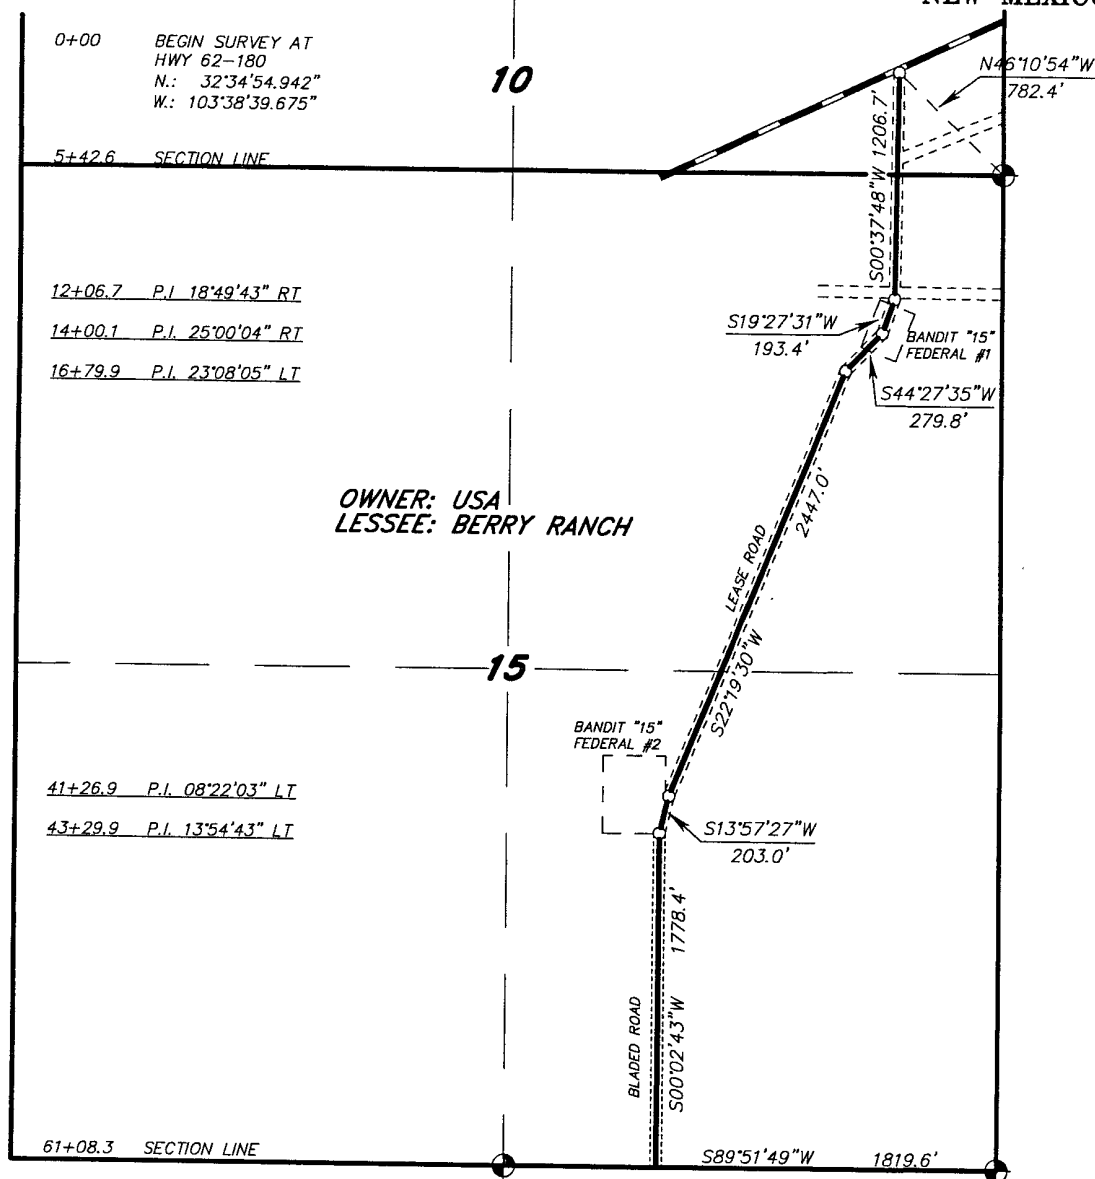 NEW MEXICO
0+00 BEGIN SURVEY AT
HWY 62-180
N.: 32°34'54.942"
W.: 103°38'39.675"
10
N46°10'54"W
782.4'
5+42.6 SECTION LINE
S00°37'48"W 1206.7'
12+06.7 P.I 18°49'43" RT
14+00.1 P.I. 25°00'04" RT
16+79.9 P.I. 23°08'05" LT
S19°27'31"W
193.4'
BANDIT "15"
FEDERAL #1
S44°27'35"W
279.8'
OWNER: USA
LESSEE: BERRY RANCH
2447.0'
LEASE ROAD
S22°19'30"W
15
BANDIT "15"
FEDERAL #2
41+26.9 P.I. 08°22'03" LT
43+29.9 P.I. 13°54'43" LT
S13°57'27"W
203.0'
1778.4'
BLADED ROAD
S00°02'43"W
61+08.3 SECTION LINE
S89°51'49"W 1819.6'